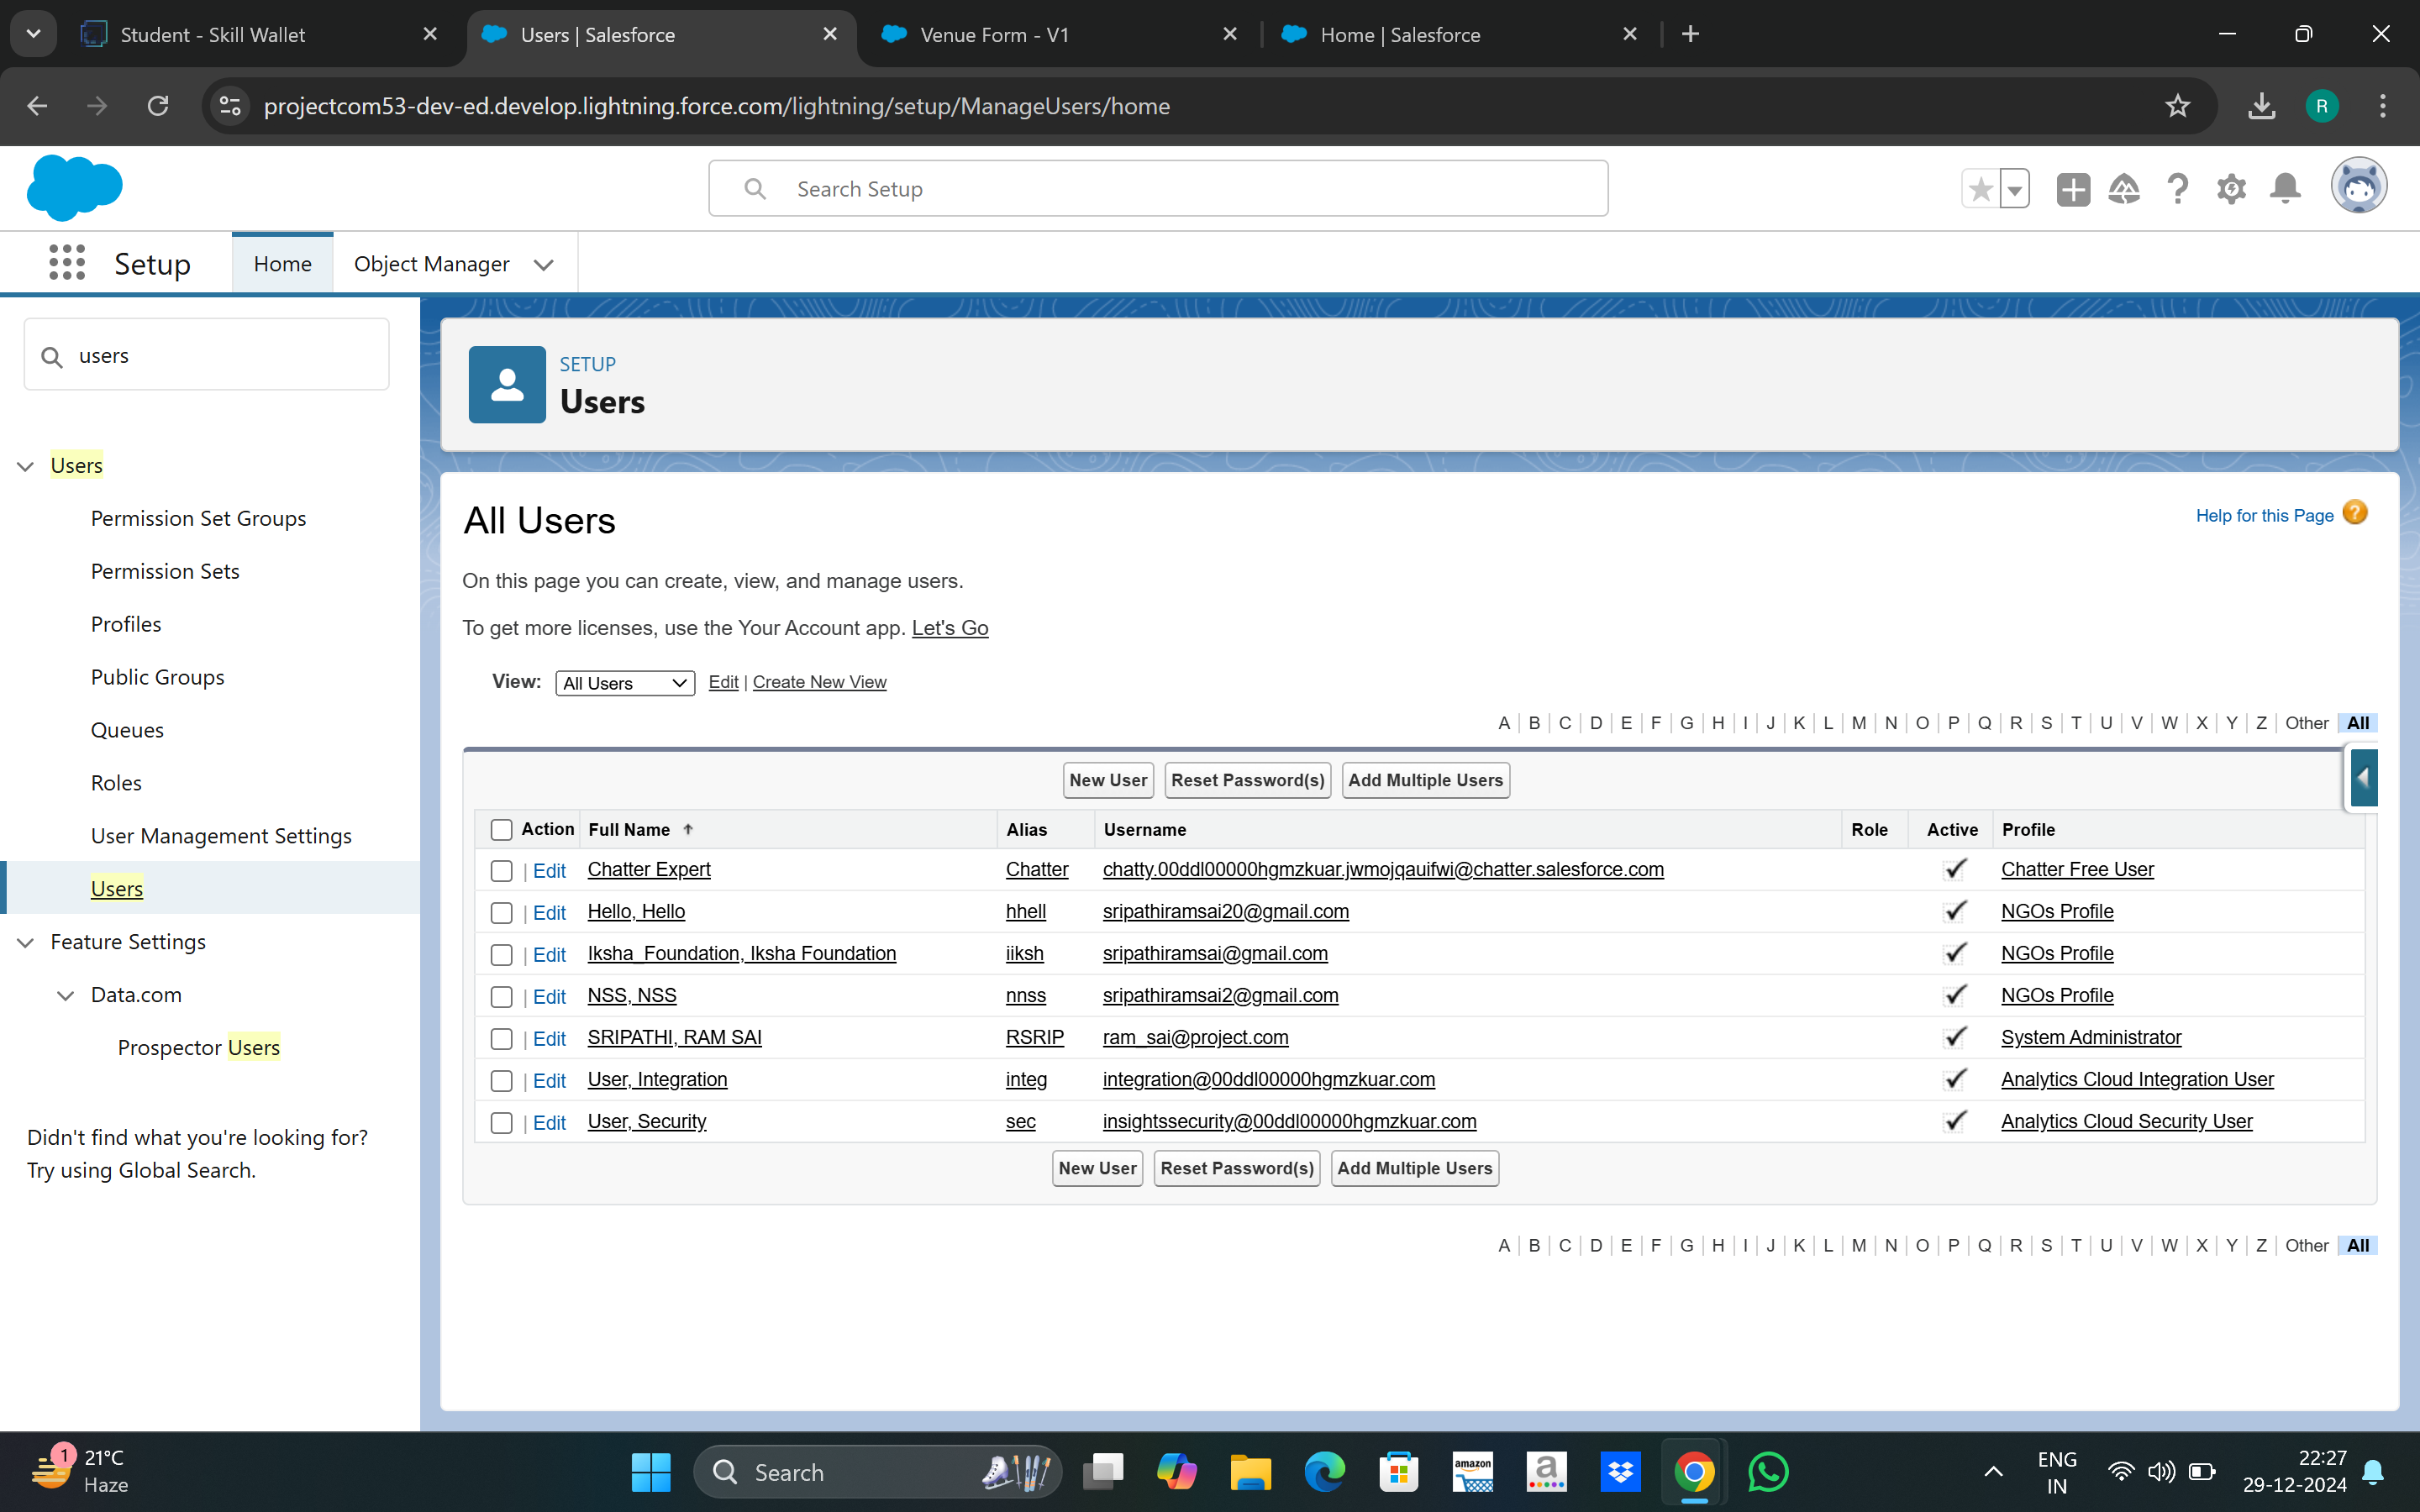 Student - Skill Wallet
Users | Salesforce
Venue Form - V1
Home | Salesforce
projectcom53-dev-ed.develop.lightning.force.com/lightning/setup/ManageUsers/home
R
Search Setup
Setup
Home
Object Manager
users
Users
Permission Set Groups
Permission Sets
Profiles
Public Groups
Queues
Roles
User Management Settings
Users
Feature Settings
Data.com
Prospector Users
Didn't find what you're looking for?
Try using Global Search.
SETUP
Users
All Users
Help for this Page
On this page you can create, view, and manage users.
To get more licenses, use the Your Account app. Let's Go
View: All Users Edit | Create New View
A | B | C | D | E | F | G | H | I | J | K | L | M | N | O | P | Q | R | S | T | U | V | W | X | Y | Z | Other | All
New User Reset Password(s) Add Multiple Users
Action Full Name Alias Username Role Active Profile
| Edit Chatter Expert Chatter chatty.00ddl00000hgmzkuar.jwmojqauifwi@chatter.salesforce.com Chatter Free User
| Edit Hello, Hello hhell sripathiramsai20@gmail.com NGOs Profile
| Edit Iksha_Foundation, Iksha Foundation iiksh sripathiramsai@gmail.com NGOs Profile
| Edit NSS, NSS nnss sripathiramsai2@gmail.com NGOs Profile
| Edit SRIPATHI, RAM SAI RSRIP ram_sai@project.com System Administrator
| Edit User, Integration integ integration@00ddl00000hgmzkuar.com Analytics Cloud Integration User
| Edit User, Security sec insightssecurity@00ddl00000hgmzkuar.com Analytics Cloud Security User
New User Reset Password(s) Add Multiple Users
A | B | C | D | E | F | G | H | I | J | K | L | M | N | O | P | Q | R | S | T | U | V | W | X | Y | Z | Other | All
1
21°C
Haze
Search
amazon
a
ENG
IN
22:27
29-12-2024